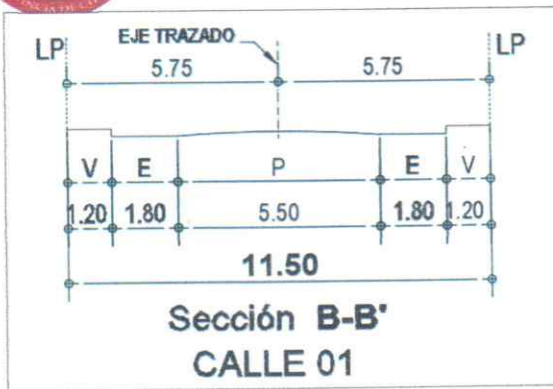 LP EJE TRAZADO LP
5.75 5.75
V E P E V
1.20 1.80 5.50 1.80 1.20
11.50
Sección B-B'
CALLE 01